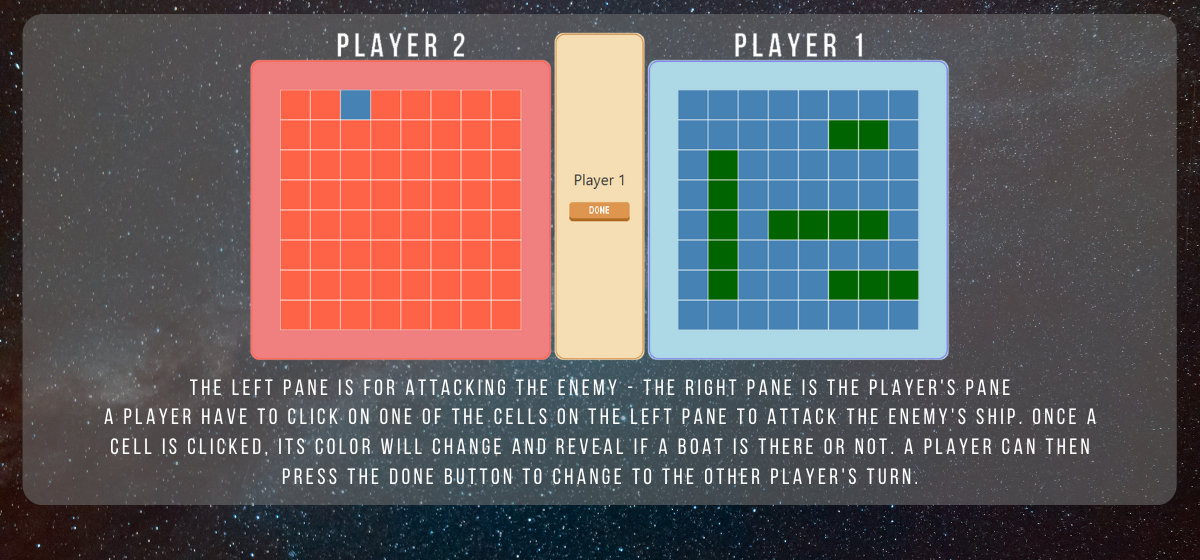 PLAYER 2
PLAYER 1
Player 1
DONE
THE LEFT PANE IS FOR ATTACKING THE ENEMY - THE RIGHT PANE IS THE PLAYER'S PANE
A PLAYER HAVE TO CLICK ON ONE OF THE CELLS ON THE LEFT PANE TO ATTACK THE ENEMY'S SHIP. ONCE A
CELL IS CLICKED, ITS COLOR WILL CHANGE AND REVEAL IF A BOAT IS THERE OR NOT. A PLAYER CAN THEN
PRESS THE DONE BUTTON TO CHANGE TO THE OTHER PLAYER'S TURN.